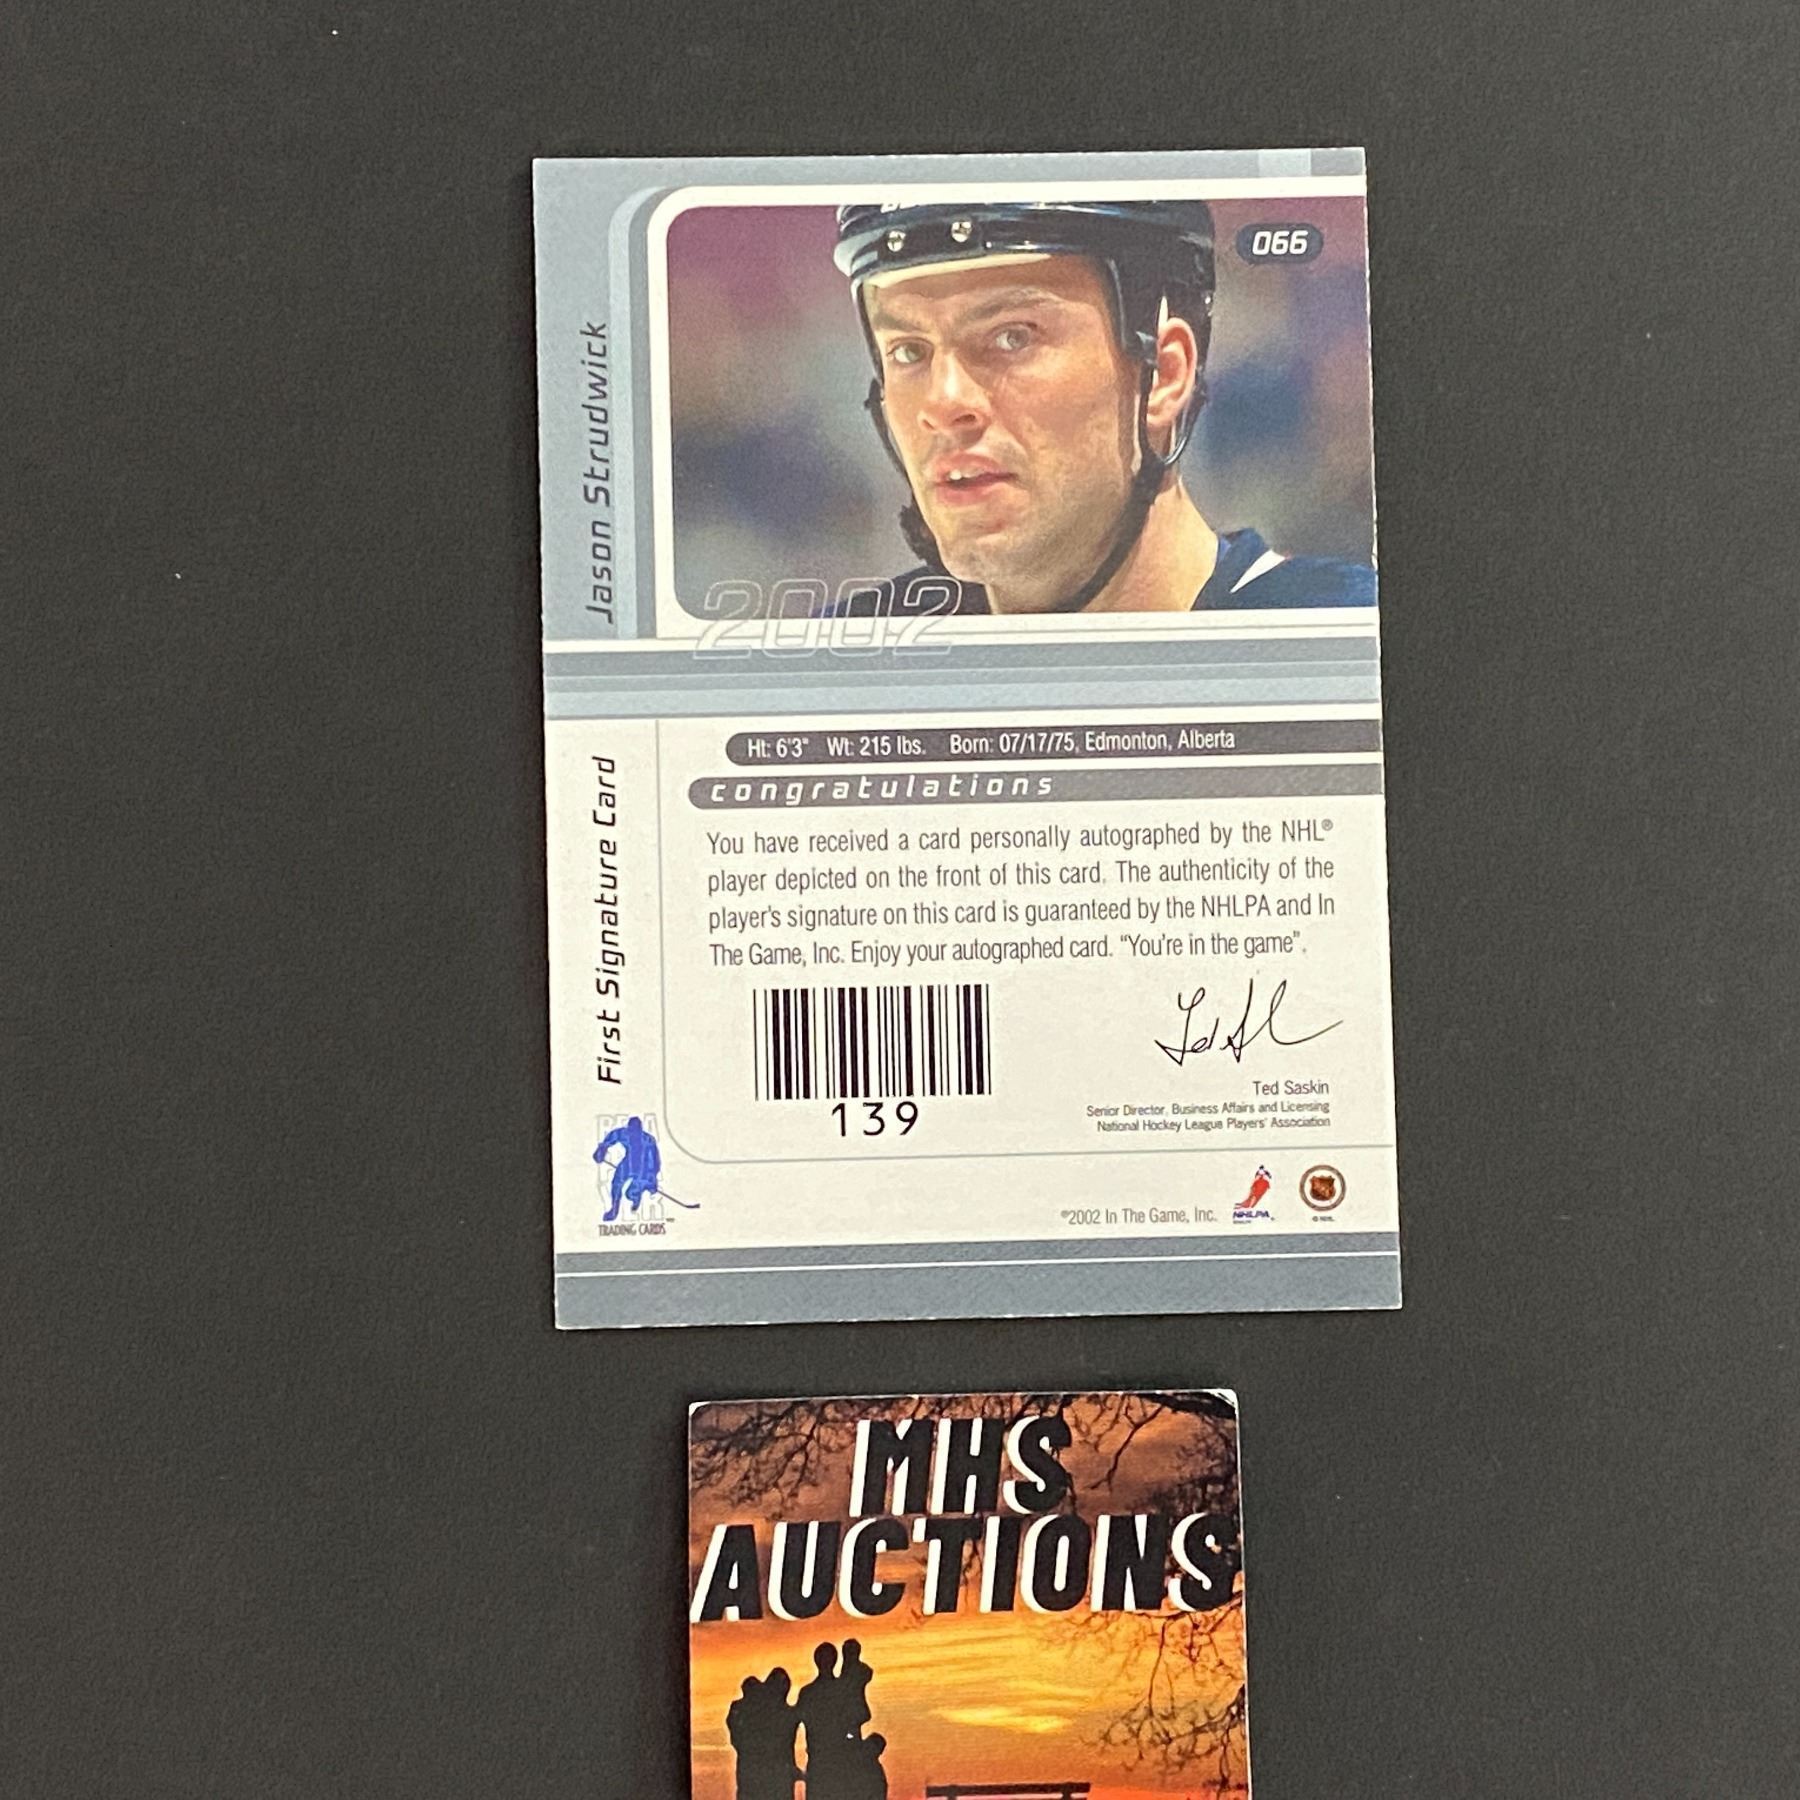 066
Jason Strudwick
2002
Ht: 6'3" Wt: 215 lbs. Born: 07/17/75, Edmonton, Alberta
congratulations
You have received a card personally autographed by the NHL®
player depicted on the front of this card. The authenticity of the
player's signature on this card is guaranteed by the NHLPA and In
The Game, Inc. Enjoy your autographed card. "You're in the game".
First Signature Card
139
Ted Saskin
Senior Director, Business Affairs and Licensing
National Hockey League Players' Association
TRADING CARDS
©2002 In The Game, Inc.
NHLPA
MHS
AUCTIONS